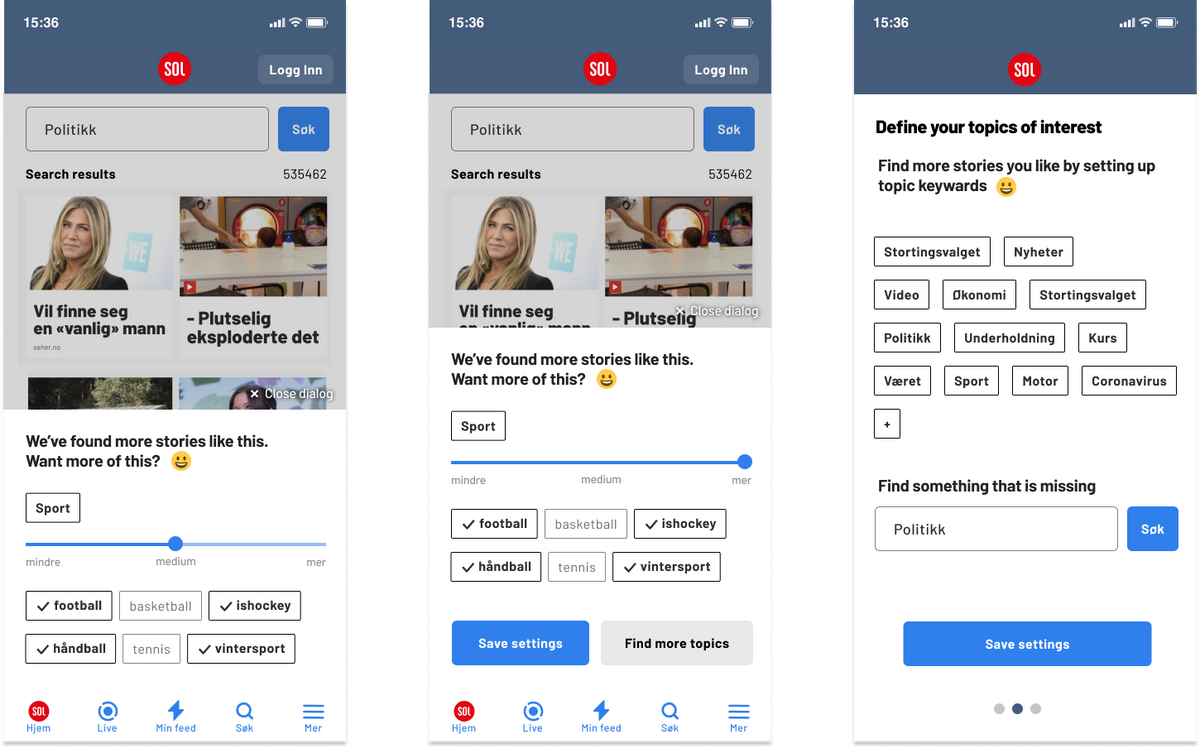 15:36
SOL
Logg Inn
Politikk
Søk
Search results
535462
WE
Vil finne seg
en «vanlig» mann
seher.no
– Plutselig
eksploderte det
× Close dialog
We’ve found more stories like this.
Want more of this? 😀
Sport
mindre
medium
mer
✓ football
basketball
✓ ishockey
✓ håndball
tennis
✓ vintersport
SOL
Hjem
Live
Min feed
Søk
Mer
15:36
SOL
Logg Inn
Politikk
Søk
Search results
535462
WE
Vil finne seg
en «vanlig» mann
– Plutselig
× Close dialog
We’ve found more stories like this.
Want more of this? 😀
Sport
mindre
medium
mer
✓ football
basketball
✓ ishockey
✓ håndball
tennis
✓ vintersport
Save settings
Find more topics
SOL
Hjem
Live
Min feed
Søk
Mer
15:36
SOL
Define your topics of interest
Find more stories you like by setting up
topic keywards 😀
Stortingsvalget
Nyheter
Video
Økonomi
Stortingsvalget
Politikk
Underholdning
Kurs
Været
Sport
Motor
Coronavirus
+
Find something that is missing
Politikk
Søk
Save settings